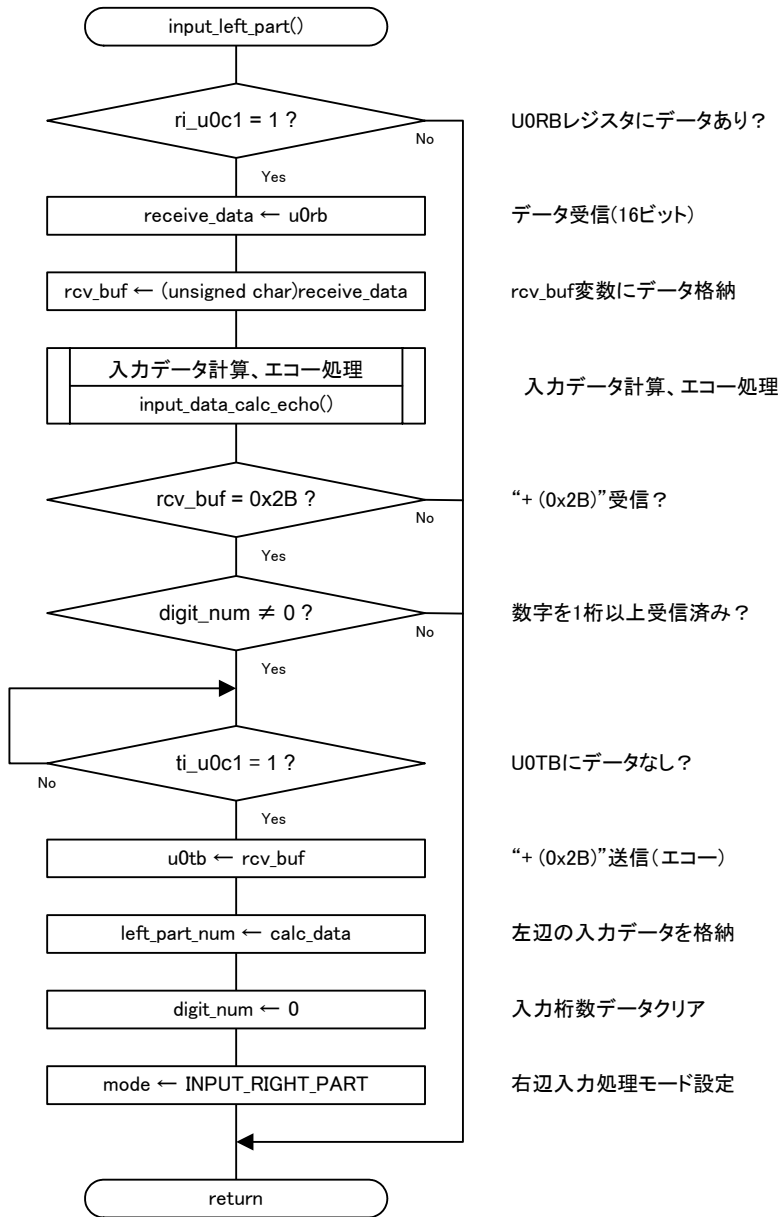 input_left_part()
ri_u0c1 = 1 ?
U0RBレジスタにデータあり？
No
Yes
receive_data ← u0rb
データ受信(16ビット)
rcv_buf ← (unsigned char)receive_data
rcv_buf変数にデータ格納
入力データ計算、エコー処理
input_data_calc_echo()
入力データ計算、エコー処理
rcv_buf = 0x2B ?
“+ (0x2B)”受信？
No
Yes
digit_num ≠ 0 ?
数字を1桁以上受信済み？
No
Yes
ti_u0c1 = 1 ?
U0TBにデータなし？
No
Yes
u0tb ← rcv_buf
“+ (0x2B)”送信（エコー）
left_part_num ← calc_data
左辺の入力データを格納
digit_num ← 0
入力桁数データクリア
mode ← INPUT_RIGHT_PART
右辺入力処理モード設定
return